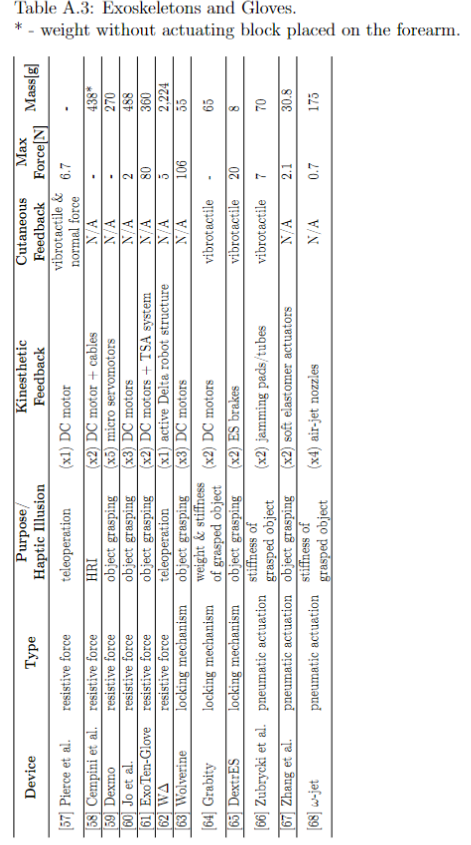 Table A.3: Exoskeletons and Gloves.
* - weight without actuating block placed on the forearm.
Device Type Purpose/ Haptic Illusion Kinesthetic Feedback Cutaneous Feedback Max Force[N] Mass[g]
[57] Pierce et al. resistive force teleoperation (x1) DC motor vibrotactile & normal force 6.7 -
[58] Cempini et al. resistive force HRI (x2) DC motor + cables N/A - 438*
[59] Dexmo resistive force object grasping (x5) micro servomotors N/A - 270
[60] Jo et al. resistive force object grasping (x3) DC motors N/A 2 488
[61] ExoTen-Glove resistive force object grasping (x2) DC motors + TSA system N/A 80 360
[62] WΔ resistive force teleoperation (x1) active Delta robot structure N/A 5 2,224
[63] Wolverine locking mechanism object grasping (x3) DC motors N/A 106 55
[64] Grabity locking mechanism weight & stiffness of grasped object (x2) DC motors vibrotactile - 65
[65] DextrES locking mechanism object grasping (x2) ES brakes vibrotactile 20 8
[66] Zubrycki et al. pneumatic actuation stiffness of grasped object (x2) jamming pads/tubes vibrotactile 7 70
[67] Zhang et al. pneumatic actuation object grasping (x2) soft elastomer actuators N/A 2.1 30.8
[68] ω-jet pneumatic actuation stiffness of grasped object (x4) air-jet nozzles N/A 0.7 175